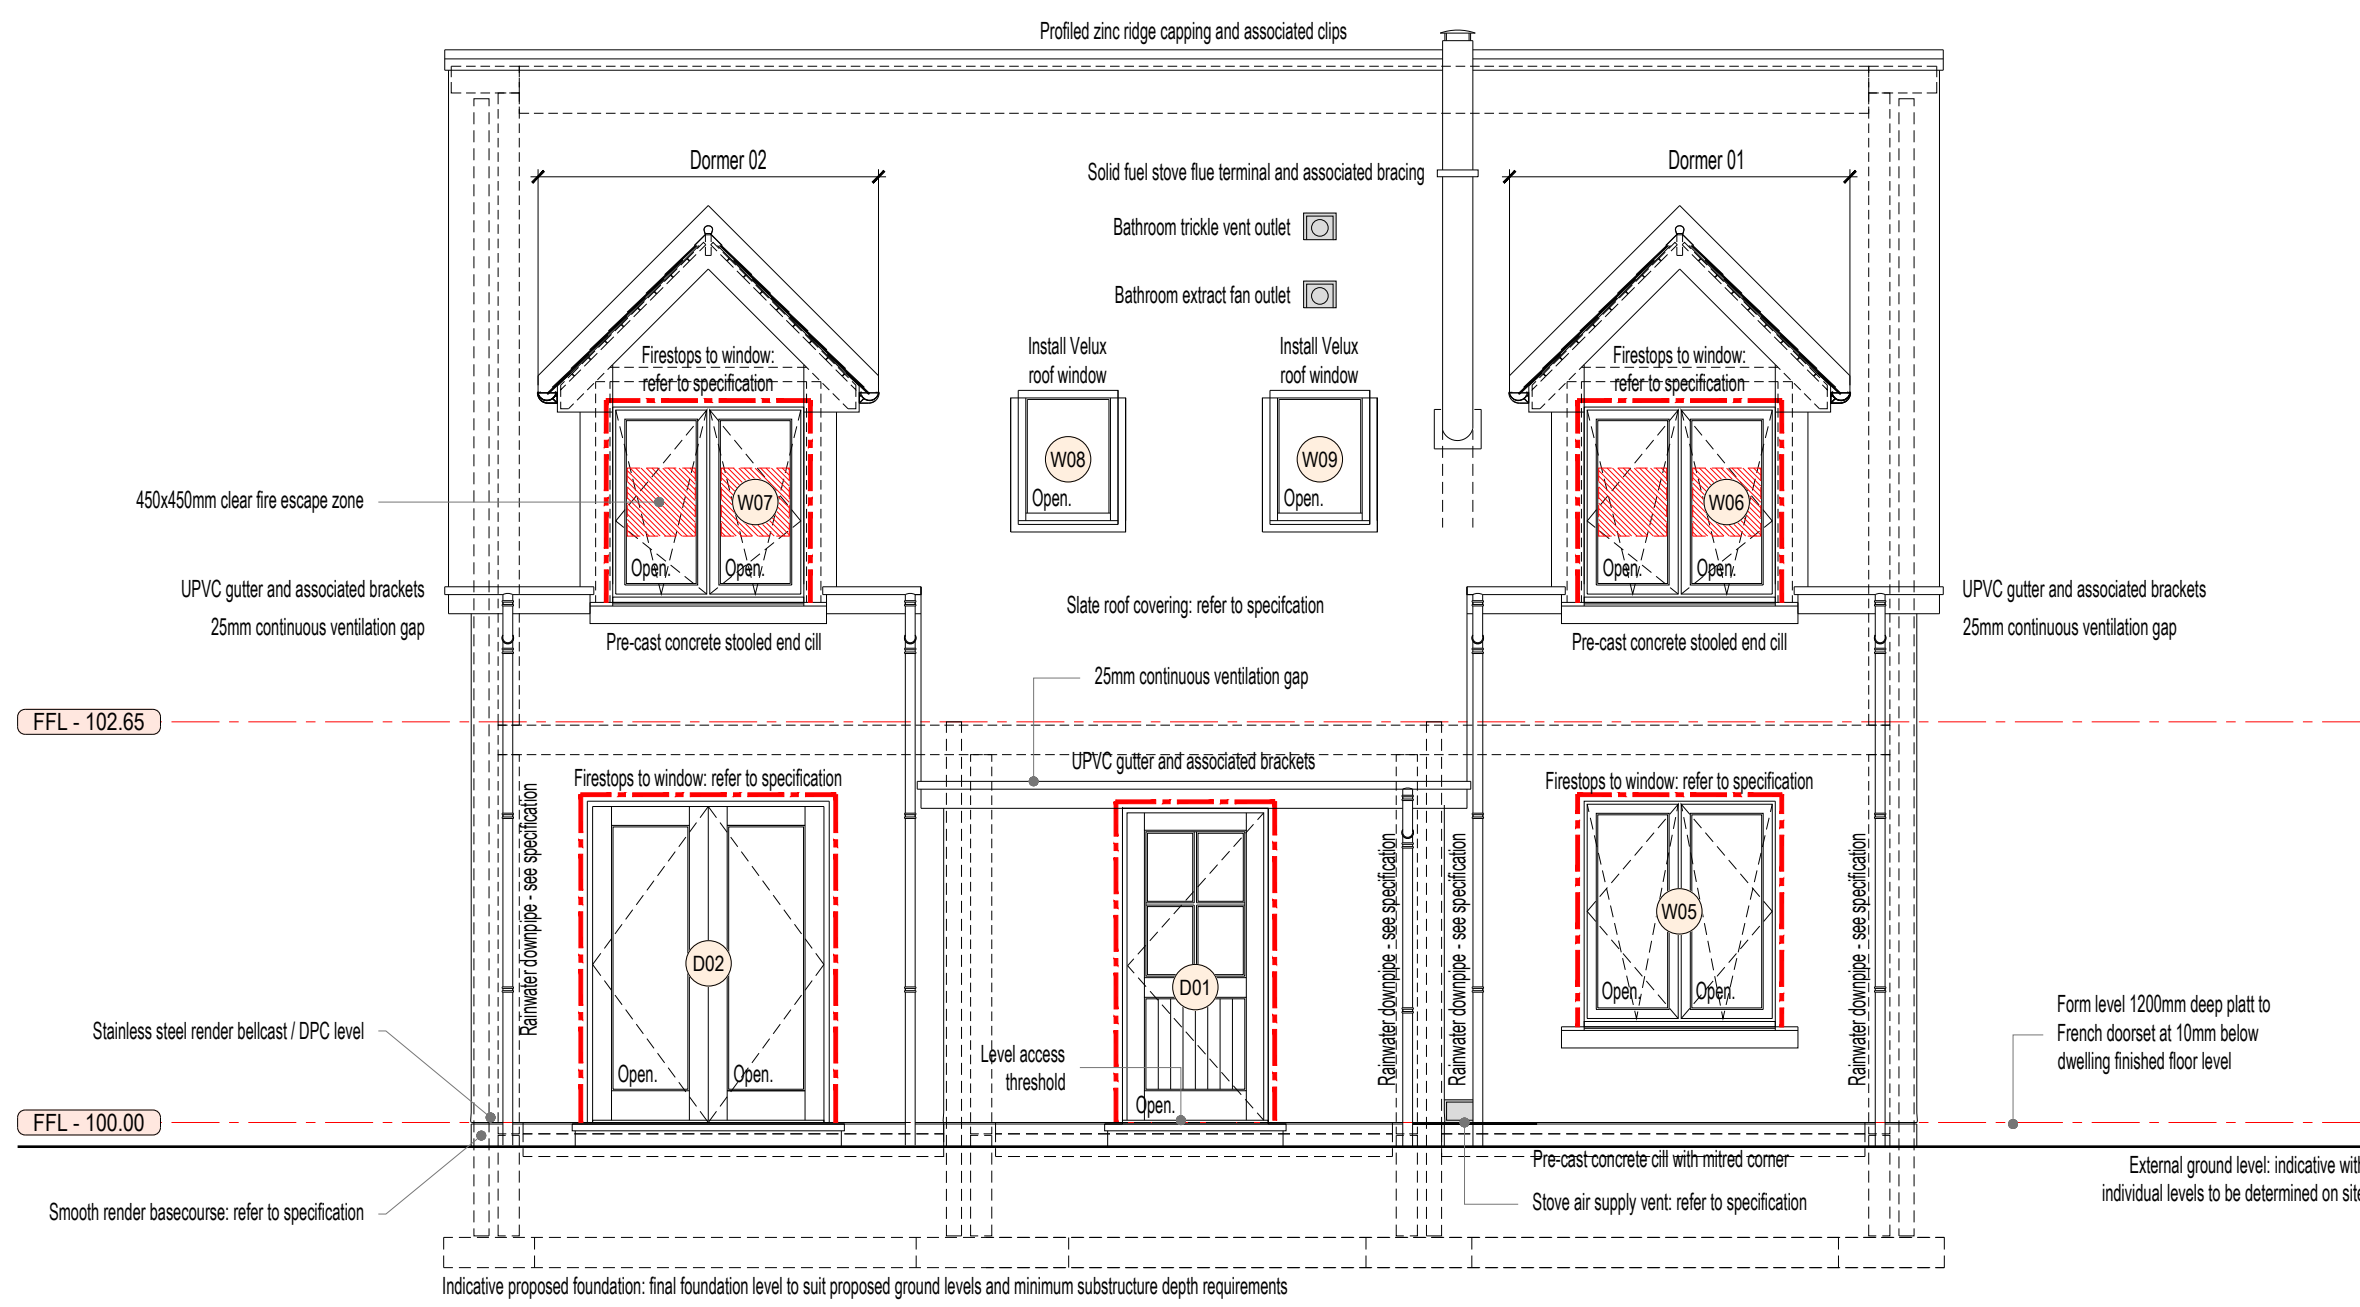 Profiled zinc ridge capping and associated clips
Dormer 02
Dormer 01
Solid fuel stove flue terminal and associated bracing
Bathroom trickle vent outlet
Bathroom extract fan outlet
Firestops to window:
refer to specification
Install Velux
roof window
Install Velux
roof window
Firestops to window:
refer to specification
W08
W09
450x450mm clear fire escape zone
W07
W06
Open.
Open.
Open.
Open.
Open.
Open.
UPVC gutter and associated brackets
25mm continuous ventilation gap
Slate roof covering: refer to specifcation
UPVC gutter and associated brackets
25mm continuous ventilation gap
Pre-cast concrete stooled end cill
Pre-cast concrete stooled end cill
25mm continuous ventilation gap
FFL - 102.65
UPVC gutter and associated brackets
Firestops to window: refer to specification
Firestops to window: refer to specification
Rainwater downpipe - see specification
Rainwater downpipe - see specification
Rainwater downpipe - see specification
Rainwater downpipe - see specification
W05
D02
D01
Open.
Open.
Open.
Open.
Open.
Stainless steel render bellcast / DPC level
Level access
threshold
Form level 1200mm deep platt to
French doorset at 10mm below
dwelling finished floor level
FFL - 100.00
Pre-cast concrete cill with mitred corner
External ground level: indicative with
individual levels to be determined on site
Stove air supply vent: refer to specification
Smooth render basecourse: refer to specification
Indicative proposed foundation: final foundation level to suit proposed ground levels and minimum substructure depth requirements